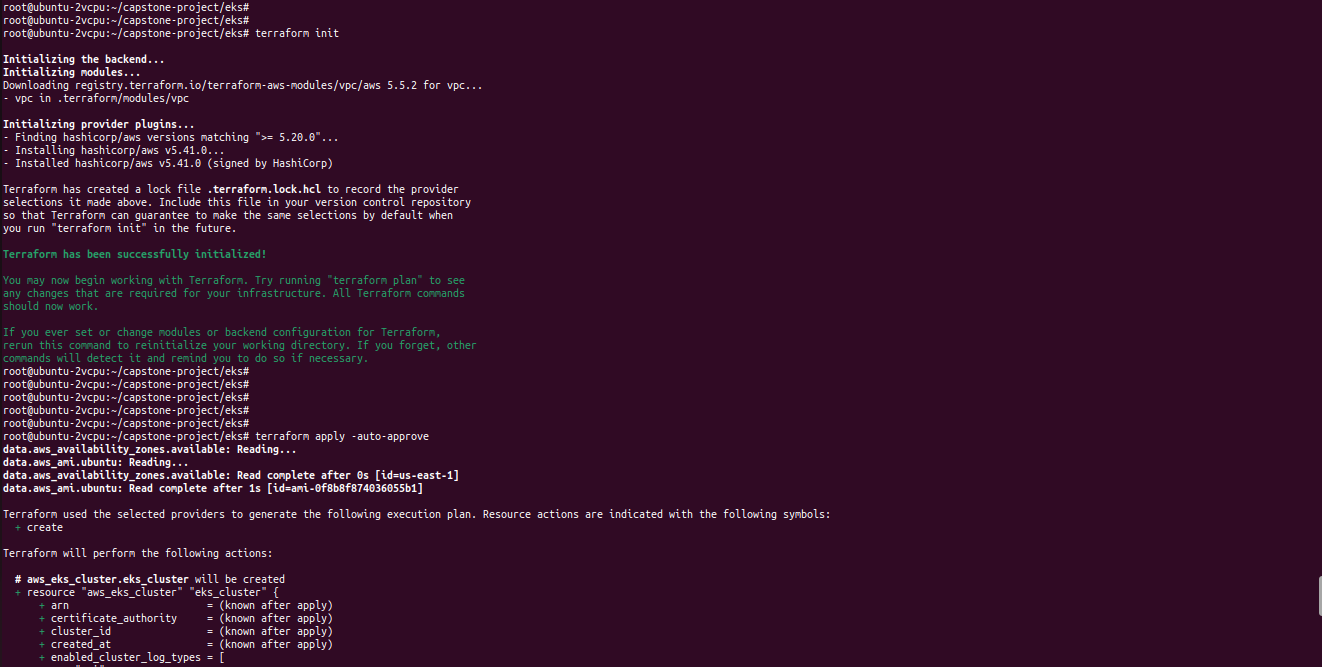 root@ubuntu-2vcpu:~/capstone-project/eks#
root@ubuntu-2vcpu:~/capstone-project/eks#
root@ubuntu-2vcpu:~/capstone-project/eks# terraform init
Initializing the backend...
Initializing modules...
Downloading registry.terraform.io/terraform-aws-modules/vpc/aws 5.5.2 for vpc...
- vpc in .terraform/modules/vpc
Initializing provider plugins...
- Finding hashicorp/aws versions matching ">= 5.20.0"...
- Installing hashicorp/aws v5.41.0...
- Installed hashicorp/aws v5.41.0 (signed by HashiCorp)
Terraform has created a lock file .terraform.lock.hcl to record the provider
selections it made above. Include this file in your version control repository
so that Terraform can guarantee to make the same selections by default when
you run "terraform init" in the future.
Terraform has been successfully initialized!
You may now begin working with Terraform. Try running "terraform plan" to see
any changes that are required for your infrastructure. All Terraform commands
should now work.
If you ever set or change modules or backend configuration for Terraform,
rerun this command to reinitialize your working directory. If you forget, other
commands will detect it and remind you to do so if necessary.
root@ubuntu-2vcpu:~/capstone-project/eks#
root@ubuntu-2vcpu:~/capstone-project/eks#
root@ubuntu-2vcpu:~/capstone-project/eks#
root@ubuntu-2vcpu:~/capstone-project/eks#
root@ubuntu-2vcpu:~/capstone-project/eks#
root@ubuntu-2vcpu:~/capstone-project/eks# terraform apply -auto-approve
data.aws_availability_zones.available: Reading...
data.aws_ami.ubuntu: Reading...
data.aws_availability_zones.available: Read complete after 0s [id=us-east-1]
data.aws_ami.ubuntu: Read complete after 1s [id=ami-0f8b8f874036055b1]
Terraform used the selected providers to generate the following execution plan. Resource actions are indicated with the following symbols:
+ create
Terraform will perform the following actions:
# aws_eks_cluster.eks_cluster will be created
+ resource "aws_eks_cluster" "eks_cluster" {
+ arn = (known after apply)
+ certificate_authority = (known after apply)
+ cluster_id = (known after apply)
+ created_at = (known after apply)
+ enabled_cluster_log_types = [